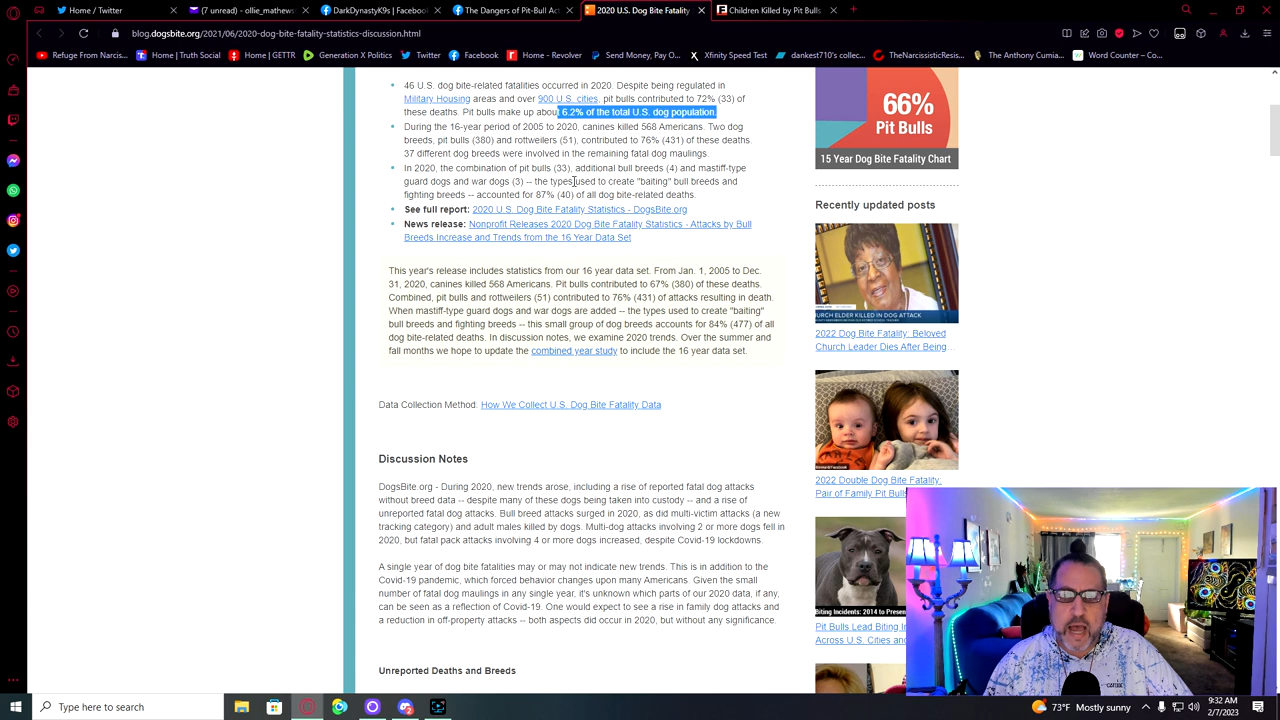 (7 unread) - ollie_mathews
DarkDnastyK9s | Facebook
The Dangers of Pit Bull Act
2020 U.S. Dog Bite Fatality
Children Killed By Pit Bull
blog.dogsbite.org/2021/06/2020-dog-bite-fatality-statistics-discussion.html
Refuge From Narcis...
Home | Truth Social
Home | GETTR
Generation X Politics
Twitter
Facebook
Home - Revolver
Send Money, Pay O...
Xfinity Speed Test
dankest710's collec...
TheNarcissisticResis...
The Anthony Cumia...
Word Counter – Co...
46 U.S. dog bite-related fatalities occurred in 2020. Despite being regulated in
Military Housing areas and over 900 U.S. cities, pit bulls contributed to 72% (33) of
these deaths. Pit bulls make up about 6.2% of the total U.S. dog population.
During the 16-year period of 2005 to 2020, canines killed 568 Americans. Two dog
breeds, pit bulls (380) and rottweilers (51), contributed to 76% (431) of these deaths.
37 different dog breeds were involved in the remaining fatal dog maulings.
In 2020, the combination of pit bulls (33), additional bull breeds (4) and mastiff-type
guard dogs and war dogs (3) -- the types used to create "baiting" bull breeds and
fighting breeds -- accounted for 87% (40) of all dog bite-related deaths.
See full report: 2020 U.S. Dog Bite Fatality Statistics - DogsBite.org
News release: Nonprofit Releases 2020 Dog Bite Fatality Statistics - Attacks by Bull
Breeds Increase and Trends from the 16 Year Data Set
This year's release includes statistics from our 16 year data set. From Jan. 1, 2005 to Dec.
31, 2020, canines killed 568 Americans. Pit bulls contributed to 67% (380) of these deaths.
Combined, pit bulls and rottweilers (51) contributed to 76% (431) of attacks resulting in death.
When mastiff-type guard dogs and war dogs are added -- the types used to create "baiting"
bull breeds and fighting breeds -- this small group of dog breeds accounts for 84% (477) of all
dog bite-related deaths. In discussion notes, we examine 2020 trends. Over the summer and
fall months we hope to update the combined year study to include the 16 year data set.
Data Collection Method: How We Collect U.S. Dog Bite Fatality Data
Discussion Notes
DogsBite.org - During 2020, new trends arose, including a rise of reported fatal dog attacks
without breed data -- despite many of these dogs being taken into custody -- and a rise of
unreported fatal dog attacks. Bull breed attacks surged in 2020, as did multi-victim attacks (a new
tracking category) and adult males killed by dogs. Multi-dog attacks involving 2 or more dogs fell in
2020, but fatal pack attacks involving 4 or more dogs increased, despite Covid-19 lockdowns.
A single year of dog bite fatalities may or may not indicate new trends. This is in addition to the
Covid-19 pandemic, which forced behavior changes upon many Americans. Given the small
number of fatal dog maulings in any single year, it's unknown which parts of our 2020 data, if any,
can be seen as a reflection of Covid-19. One would expect to see a rise in family dog attacks and
a reduction in off-property attacks -- both aspects did occur in 2020, but without any significance.
Unreported Deaths and Breeds
66%
Pit Bulls
15 Year Dog Bite Fatality Chart
Recently updated posts
HURCH ELDER KILLED IN DOG ATTACK
2022 Dog Bite Fatality: Beloved
Church Leader Dies After Being...
2022 Double Dog Bite Fatality:
Pair of Family Pit Bulls
Biting Incidents: 2014 to Present
Pit Bulls Lead Biting In
Across U.S. Cities and
Type here to search
73°F Mostly sunny
9:32 AM
2/7/2023